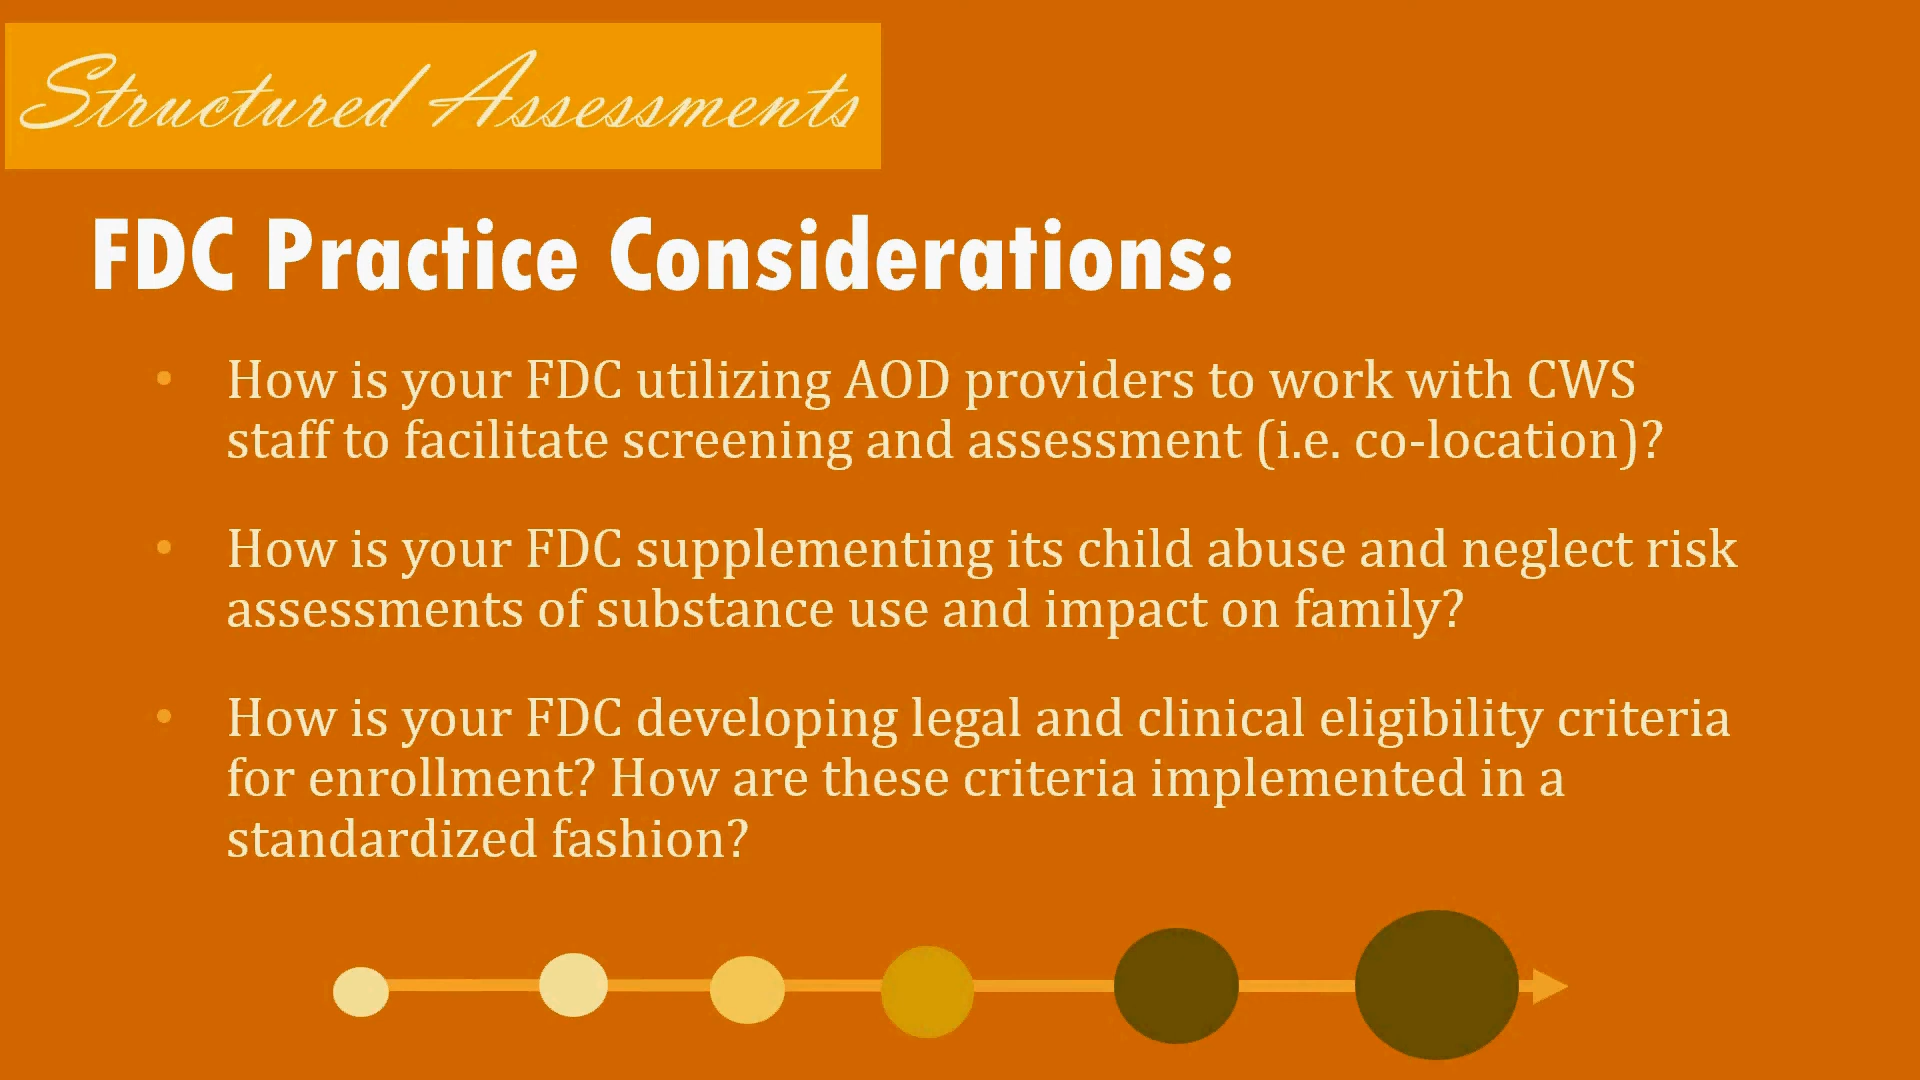 Structured Assessments
FDC Practice Considerations:
• How is your FDC utilizing AOD providers to work with CWS
staff to facilitate screening and assessment (i.e. co-location)?
• How is your FDC supplementing its child abuse and neglect risk
assessments of substance use and impact on family?
• How is your FDC developing legal and clinical eligibility criteria
for enrollment? How are these criteria implemented in a
standardized fashion?